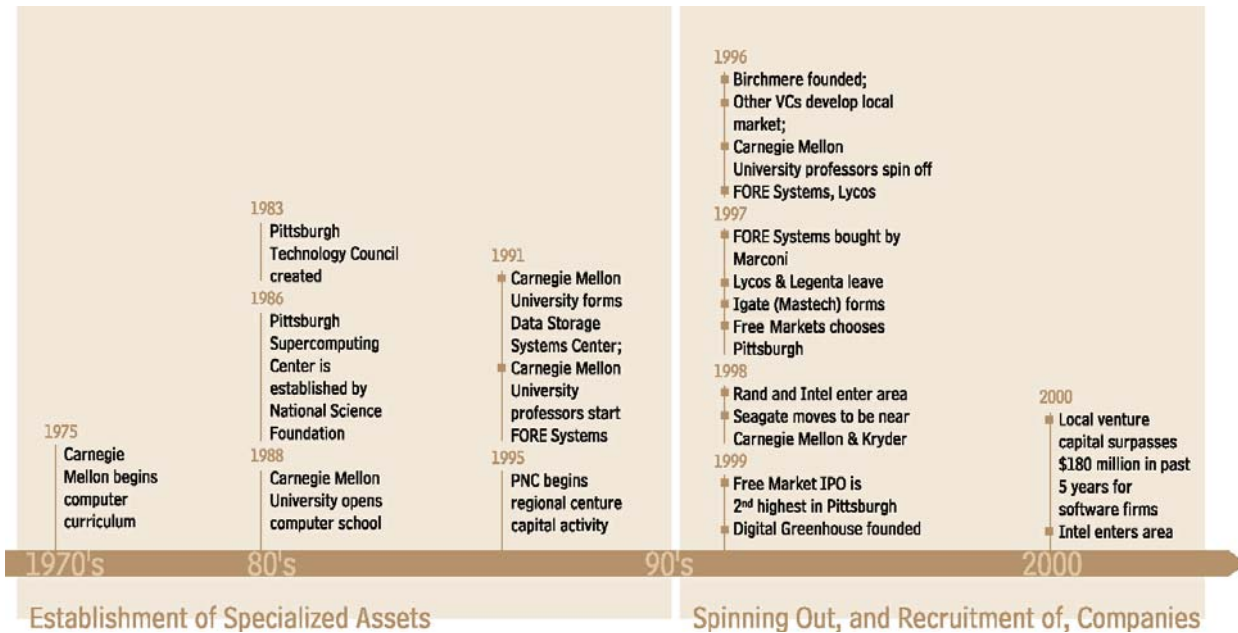 1975
Carnegie
Mellon begins
computer
curriculum
1983
Pittsburgh
Technology Council
created
1986
Pittsburgh
Supercomputing
Center is
established by
National Science
Foundation
1988
Carnegie Mellon
University opens
computer school
1991
Carnegie Mellon
University forms
Data Storage
Systems Center;
Carnegie Mellon
University
professors start
FORE Systems
1995
PNC begins
regional centure
capital activity
1996
Birchmere founded;
Other VCs develop local
market;
Carnegie Mellon
University professors spin off
FORE Systems, Lycos
1997
FORE Systems bought by
Marconi
Lycos & Legenta leave
Igate (Mastech) forms
Free Markets chooses
Pittsburgh
1998
Rand and Intel enter area
Seagate moves to be near
Carnegie Mellon & Kryder
1999
Free Market IPO is
2nd highest in Pittsburgh
Digital Greenhouse founded
2000
Local venture
capital surpasses
$180 million in past
5 years for
software firms
Intel enters area
1970's
80's
90's
2000
Establishment of Specialized Assets
Spinning Out, and Recruitment of, Companies